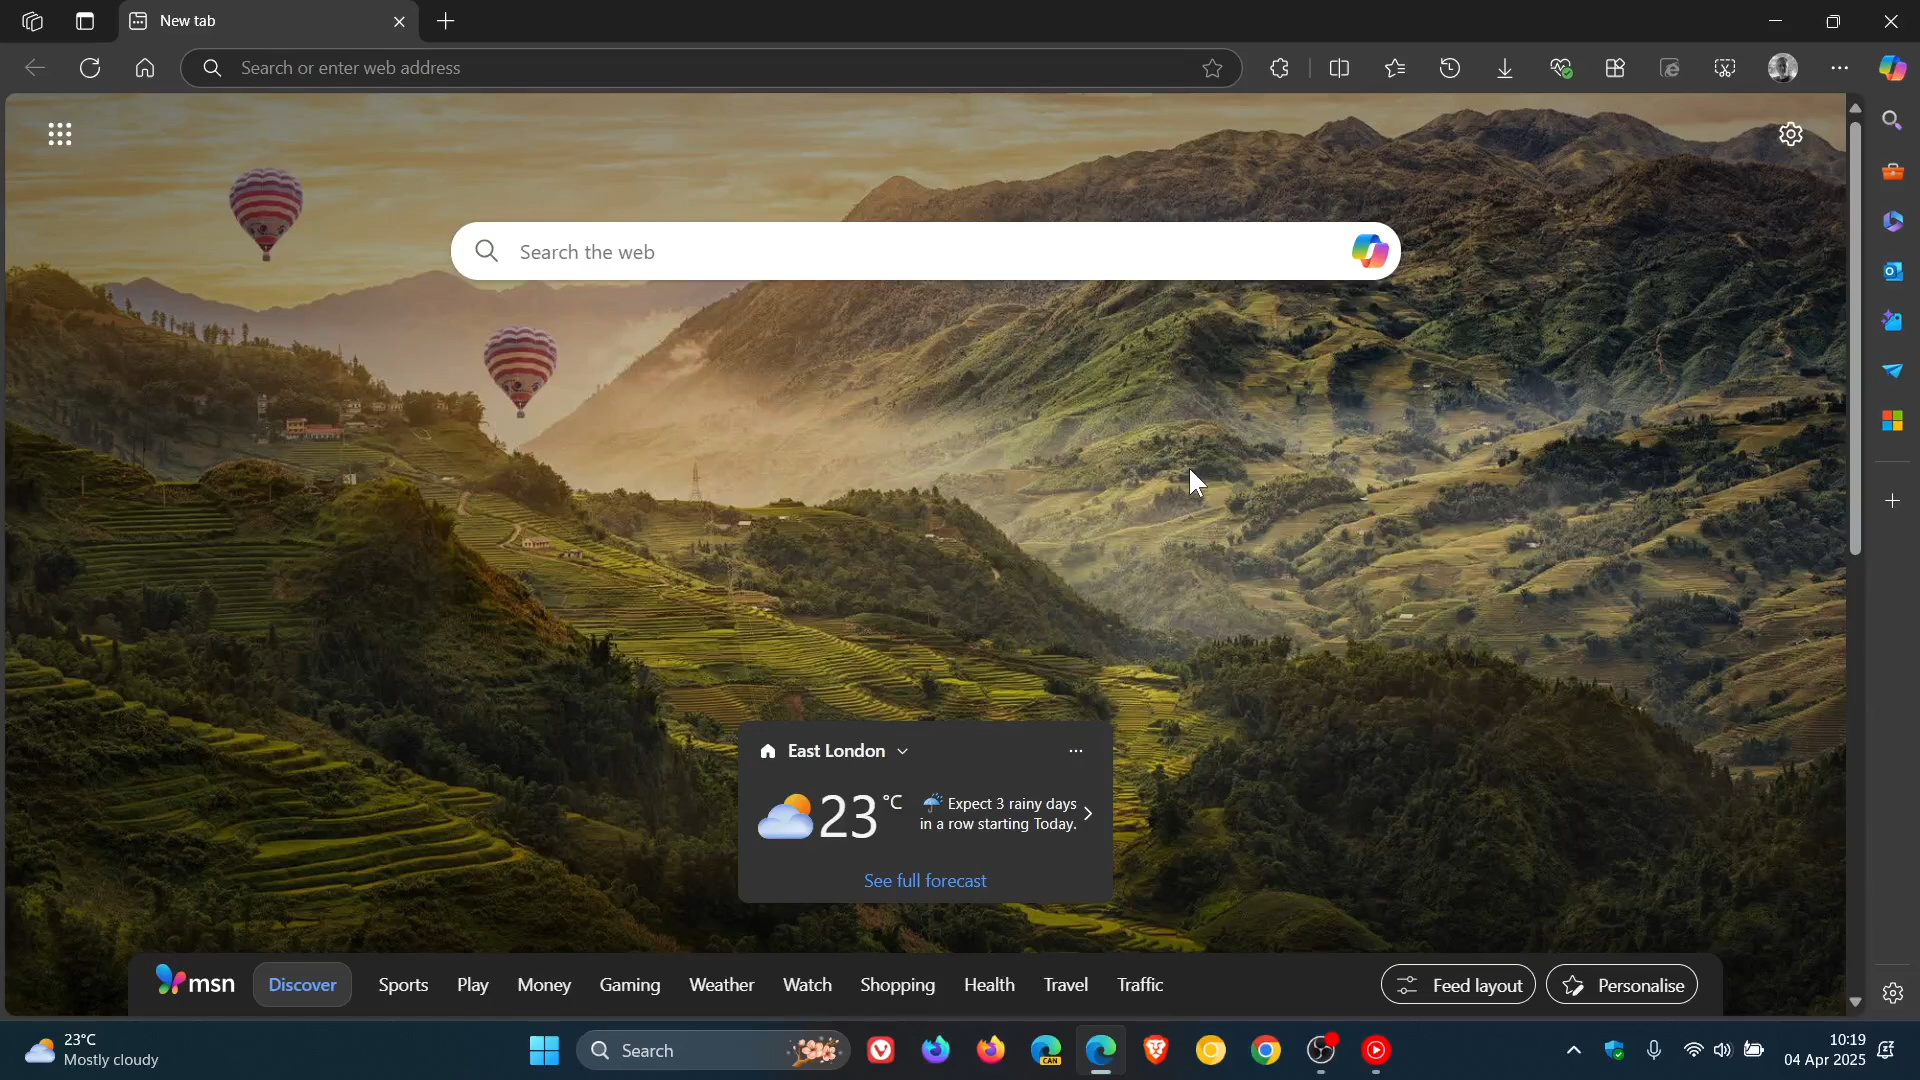 New tab
Search or enter web address
Search the web
East London
23 °C
Expect 3 rainy days
in a row starting Today.
See full forecast
msn
Discover
Sports
Play
Money
Gaming
Weather
Watch
Shopping
Health
Travel
Traffic
Feed layout
Personalise
23°C
Mostly cloudy
Search
CAN
10:19
04 Apr 2025